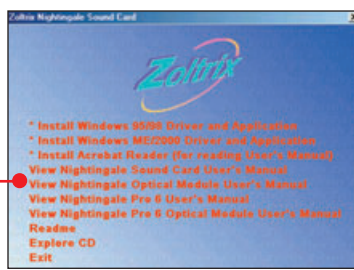 Zoltrix Nightingale Sound Card
Zoltrix
* Install Windows 95/98 Driver and Application
* Install Windows ME/2000 Driver and Application
* Install Acrobat Reader (for reading User's Manual)
View Nightingale Sound Card User's Manual
View Nightingale Optical Module User's Manual
View Nightingale Pro 6 User's Manual
View Nightingale Pro 6 Optical Module User's Manual
Readme
Explore CD
Exit